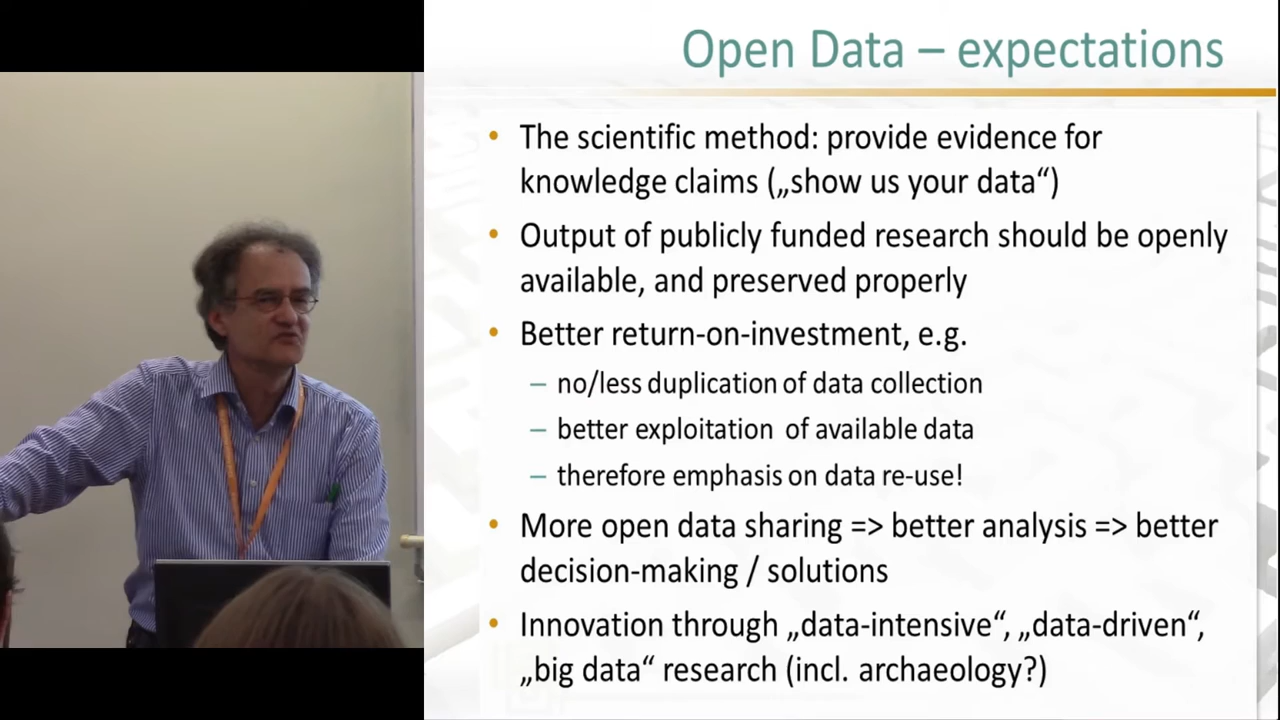 Open Data – expectations
• The scientific method: provide evidence for
knowledge claims („show us your data“)
• Output of publicly funded research should be openly
available, and preserved properly
• Better return-on-investment, e.g.
– no/less duplication of data collection
– better exploitation of available data
– therefore emphasis on data re-use!
• More open data sharing => better analysis => better
decision-making / solutions
• Innovation through „data-intensive“, „data-driven“,
„big data“ research (incl. archaeology?)